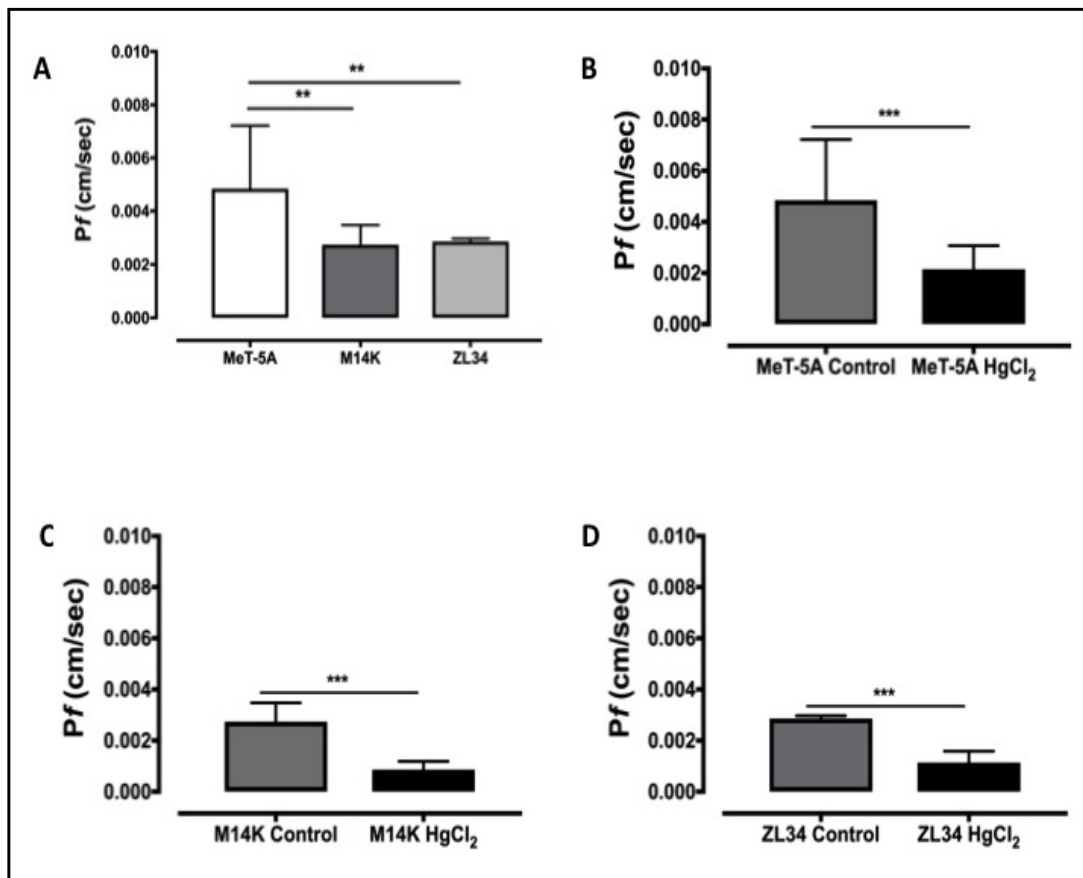 A
Pf (cm/sec)
0.010
0.008
0.006
0.004
0.002
0.000
**
**
MeT-5A M14K ZL34
B
Pf (cm/sec)
0.010
0.008
0.006
0.004
0.002
0.000
***
MeT-5A Control MeT-5A HgCl₂
C
Pf (cm/sec)
0.010
0.008
0.006
0.004
0.002
0.000
***
M14K Control M14K HgCl₂
D
Pf (cm/sec)
0.010
0.008
0.006
0.004
0.002
0.000
***
ZL34 Control ZL34 HgCl₂